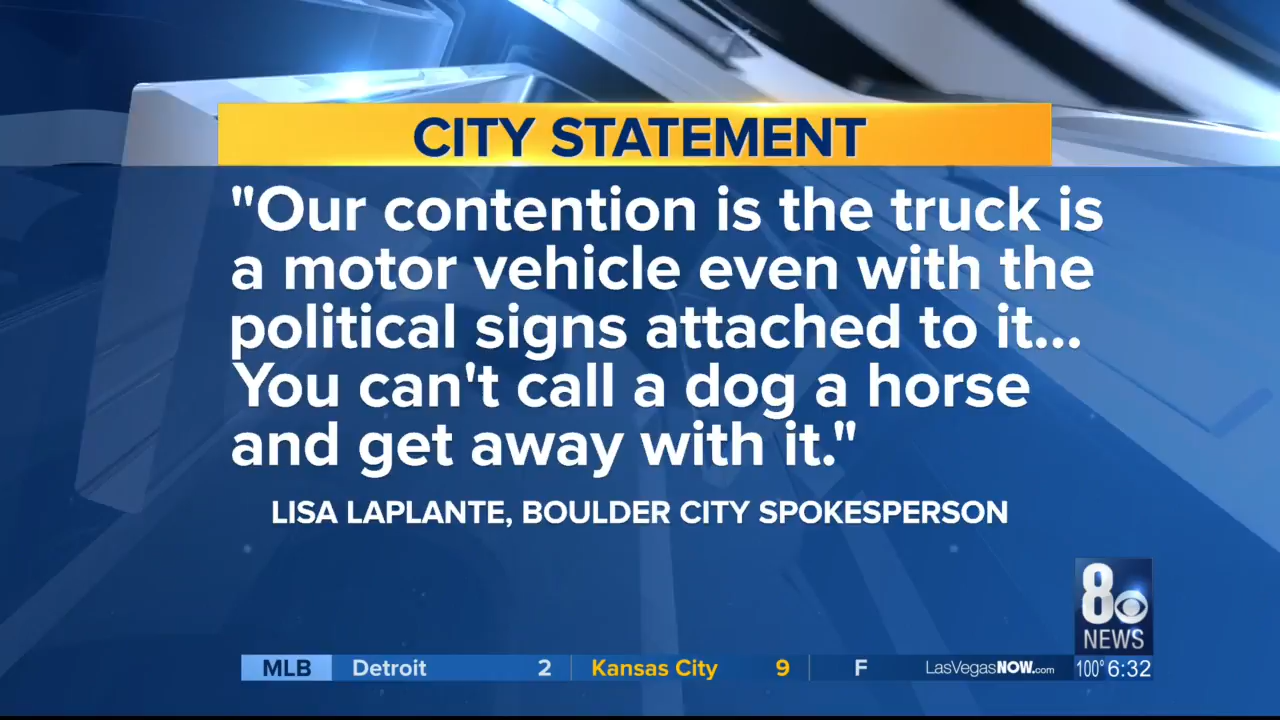 CITY STATEMENT
"Our contention is the truck is
a motor vehicle even with the
political signs attached to it...
You can't call a dog a horse
and get away with it."
LISA LAPLANTE, BOULDER CITY SPOKESPERSON
8
NEWS
MLB Detroit 2 Kansas City 9 F LasVegasNOW.com 100° 6:32